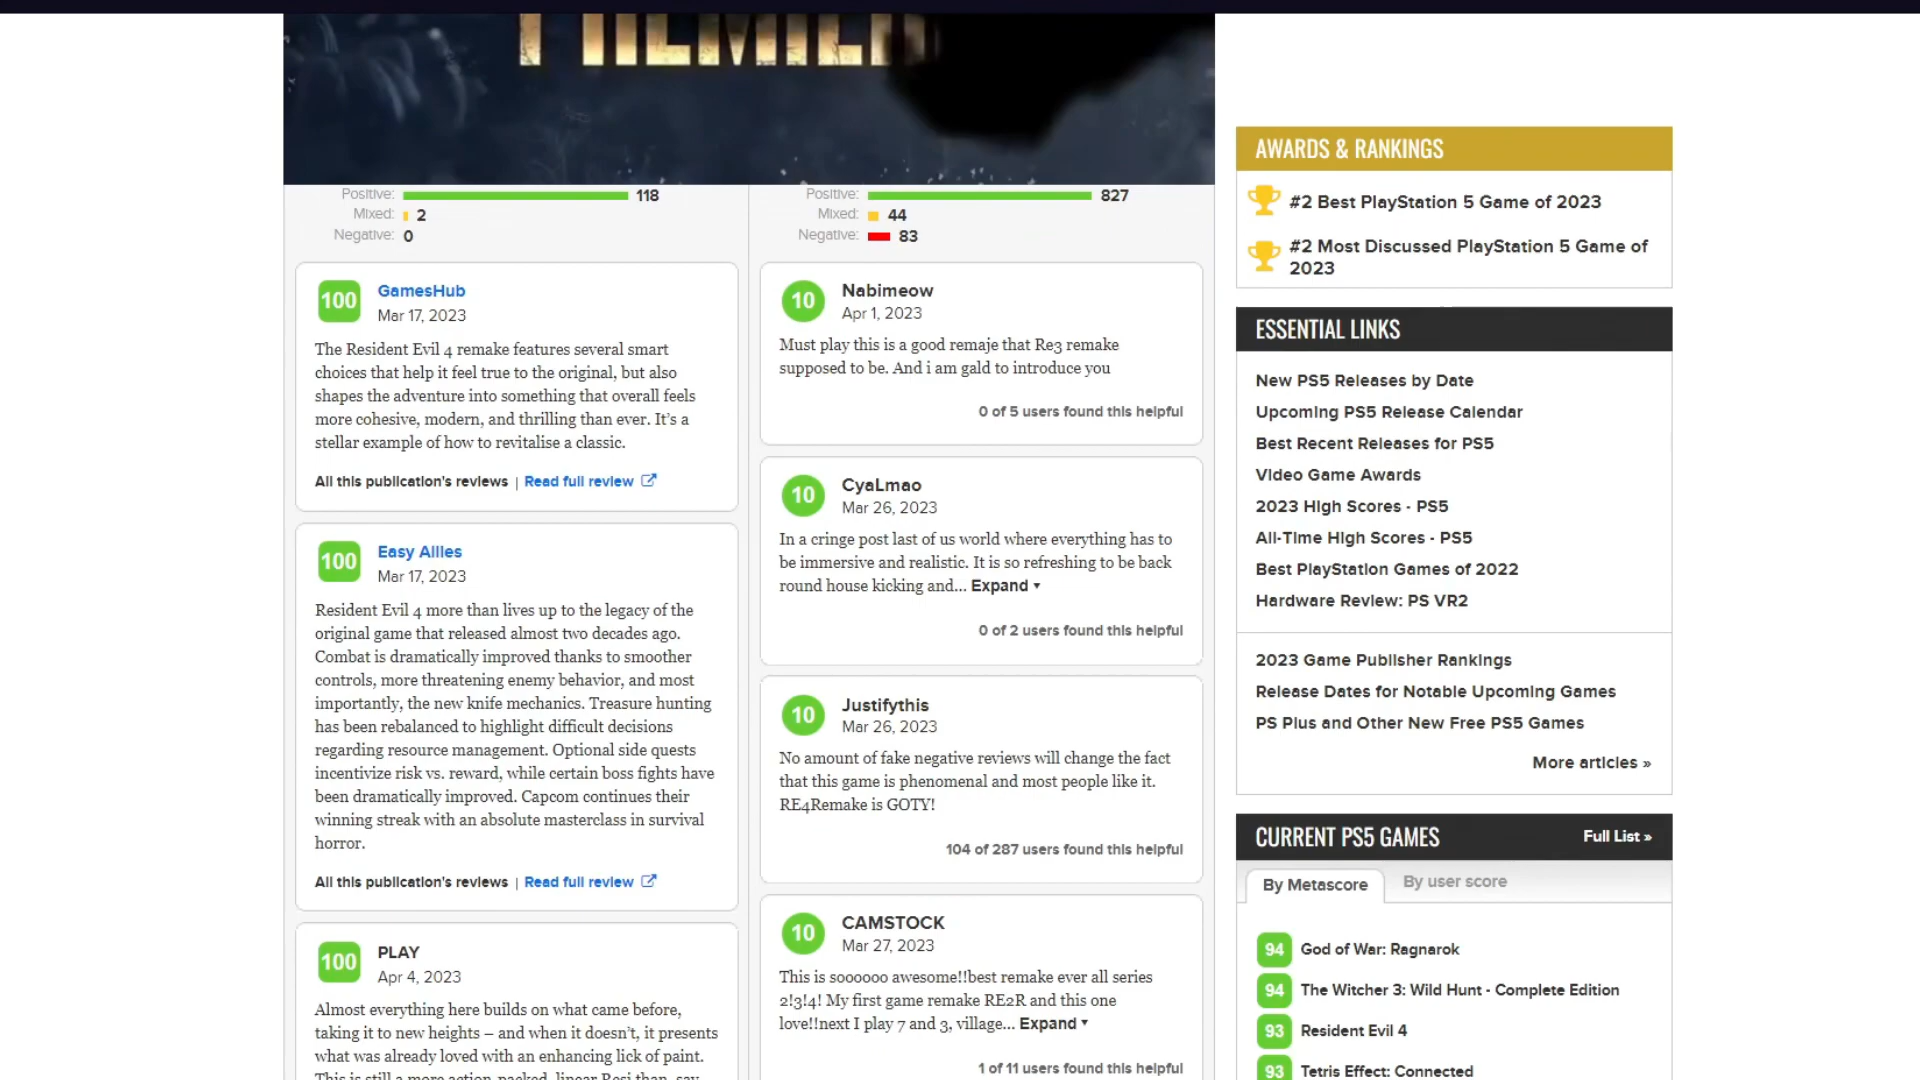 PREMIER
Positive: 118
Mixed: 2
Negative: 0
GamesHub
100
Mar 17, 2023
The Resident Evil 4 remake features several smart
choices that help it feel true to the original, but also
shapes the adventure into something that overall feels
more cohesive, modern, and thrilling than ever. It’s a
stellar example of how to revitalise a classic.
All this publication's reviews | Read full review
Easy Allies
100
Mar 17, 2023
Resident Evil 4 more than lives up to the legacy of the
original game that released almost two decades ago.
Combat is dramatically improved thanks to smoother
controls, more threatening enemy behavior, and most
importantly, the new knife mechanics. Treasure hunting
has been rebalanced to highlight difficult decisions
regarding resource management. Optional side quests
incentivize risk vs. reward, while certain boss fights have
been dramatically improved. Capcom continues their
winning streak with an absolute masterclass in survival
horror.
All this publication's reviews | Read full review
PLAY
100
Apr 4, 2023
Almost everything here builds on what came before,
taking it to new heights – and when it doesn’t, it presents
what was already loved with an enhancing lick of paint.
This is still a more action-packed, linear Resi than, say,
Positive: 827
Mixed: 44
Negative: 83
Nabimeow
10
Apr 1, 2023
Must play this is a good remaje that Re3 remake
supposed to be. And i am gald to introduce you
0 of 5 users found this helpful
CyaLmao
10
Mar 26, 2023
In a cringe post last of us world where everything has to
be immersive and realistic. It is so refreshing to be back
round house kicking and... Expand ▾
0 of 2 users found this helpful
Justifythis
10
Mar 26, 2023
No amount of fake negative reviews will change the fact
that this game is phenomenal and most people like it.
RE4Remake is GOTY!
104 of 287 users found this helpful
CAMSTOCK
10
Mar 27, 2023
This is soooooo awesome!!best remake ever all series
2!3!4! My first game remake RE2R and this one
love!!next I play 7 and 3, village... Expand ▾
1 of 11 users found this helpful
AWARDS & RANKINGS
#2 Best PlayStation 5 Game of 2023
#2 Most Discussed PlayStation 5 Game of
2023
ESSENTIAL LINKS
New PS5 Releases by Date
Upcoming PS5 Release Calendar
Best Recent Releases for PS5
Video Game Awards
2023 High Scores - PS5
All-Time High Scores - PS5
Best PlayStation Games of 2022
Hardware Review: PS VR2
2023 Game Publisher Rankings
Release Dates for Notable Upcoming Games
PS Plus and Other New Free PS5 Games
More articles »
CURRENT PS5 GAMES Full List »
By Metascore By user score
94 God of War: Ragnarok
94 The Witcher 3: Wild Hunt - Complete Edition
93 Resident Evil 4
93 Tetris Effect: Connected